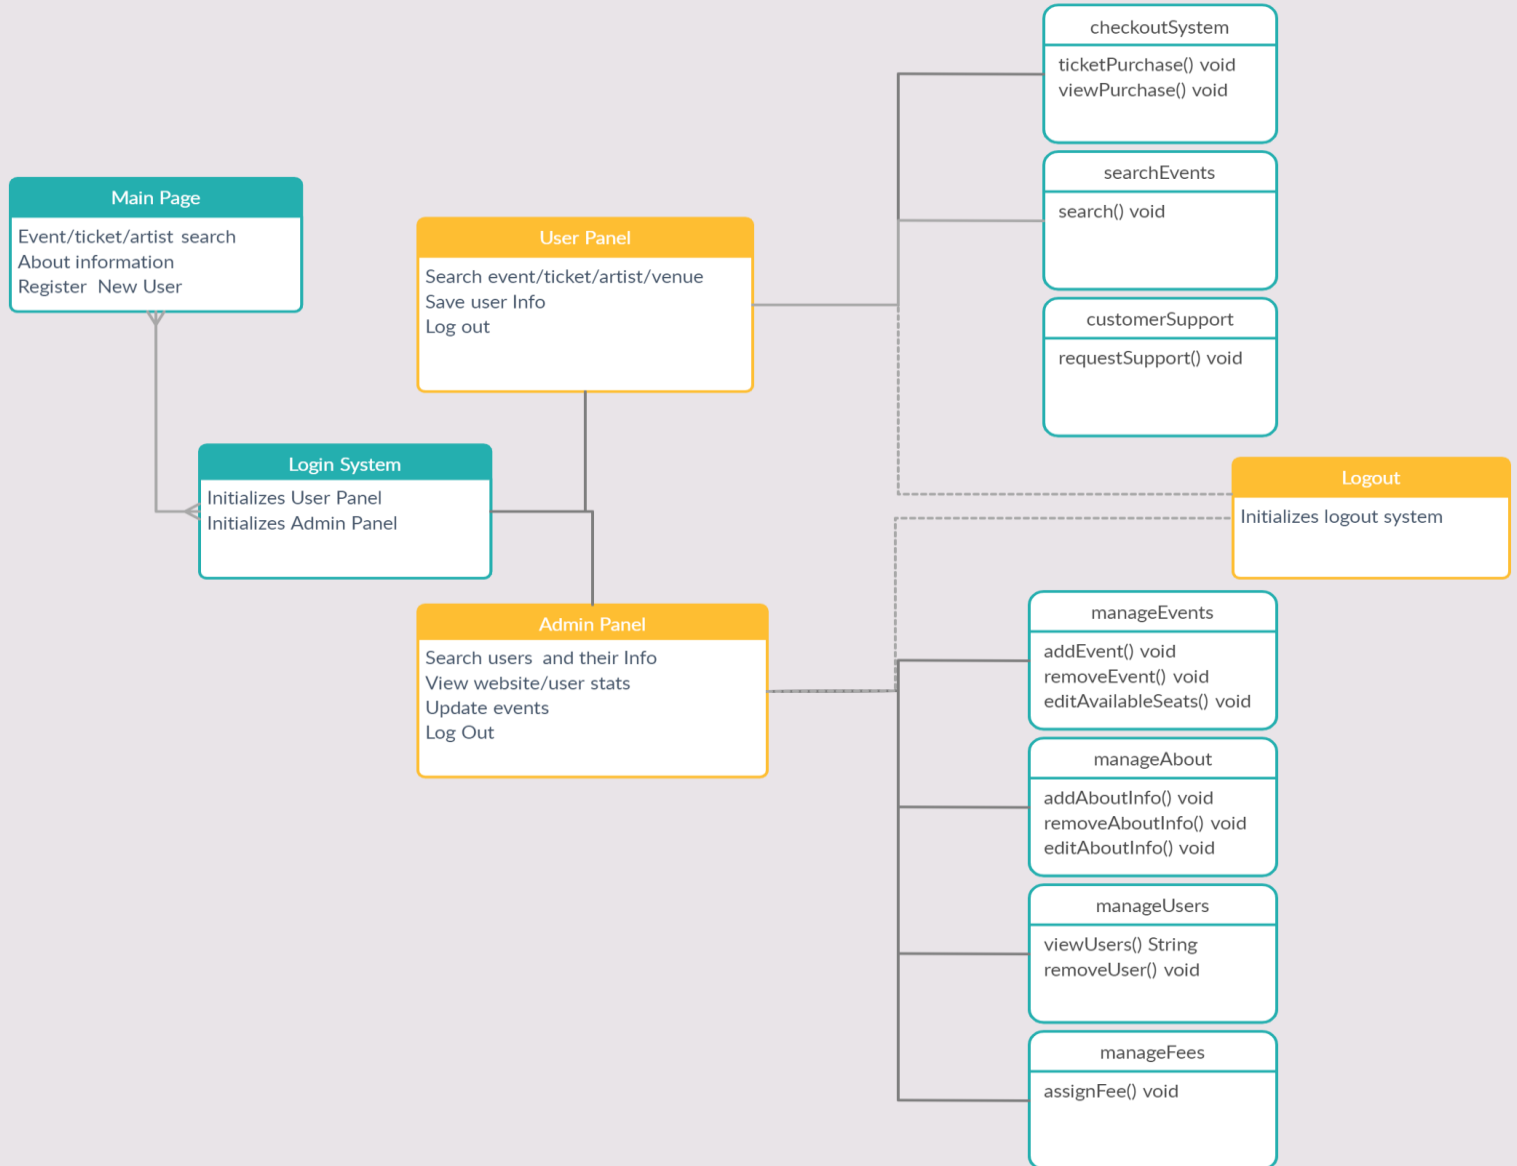 Main Page
Event/ticket/artist search
About information
Register New User
Login System
Initializes User Panel
Initializes Admin Panel
User Panel
Search event/ticket/artist/venue
Save user Info
Log out
Admin Panel
Search users and their Info
View website/user stats
Update events
Log Out
checkoutSystem
ticketPurchase() void
viewPurchase() void
searchEvents
search() void
customerSupport
requestSupport() void
Logout
Initializes logout system
manageEvents
addEvent() void
removeEvent() void
editAvailableSeats() void
manageAbout
addAboutInfo() void
removeAboutInfo() void
editAboutInfo() void
manageUsers
viewUsers() String
removeUser() void
manageFees
assignFee() void